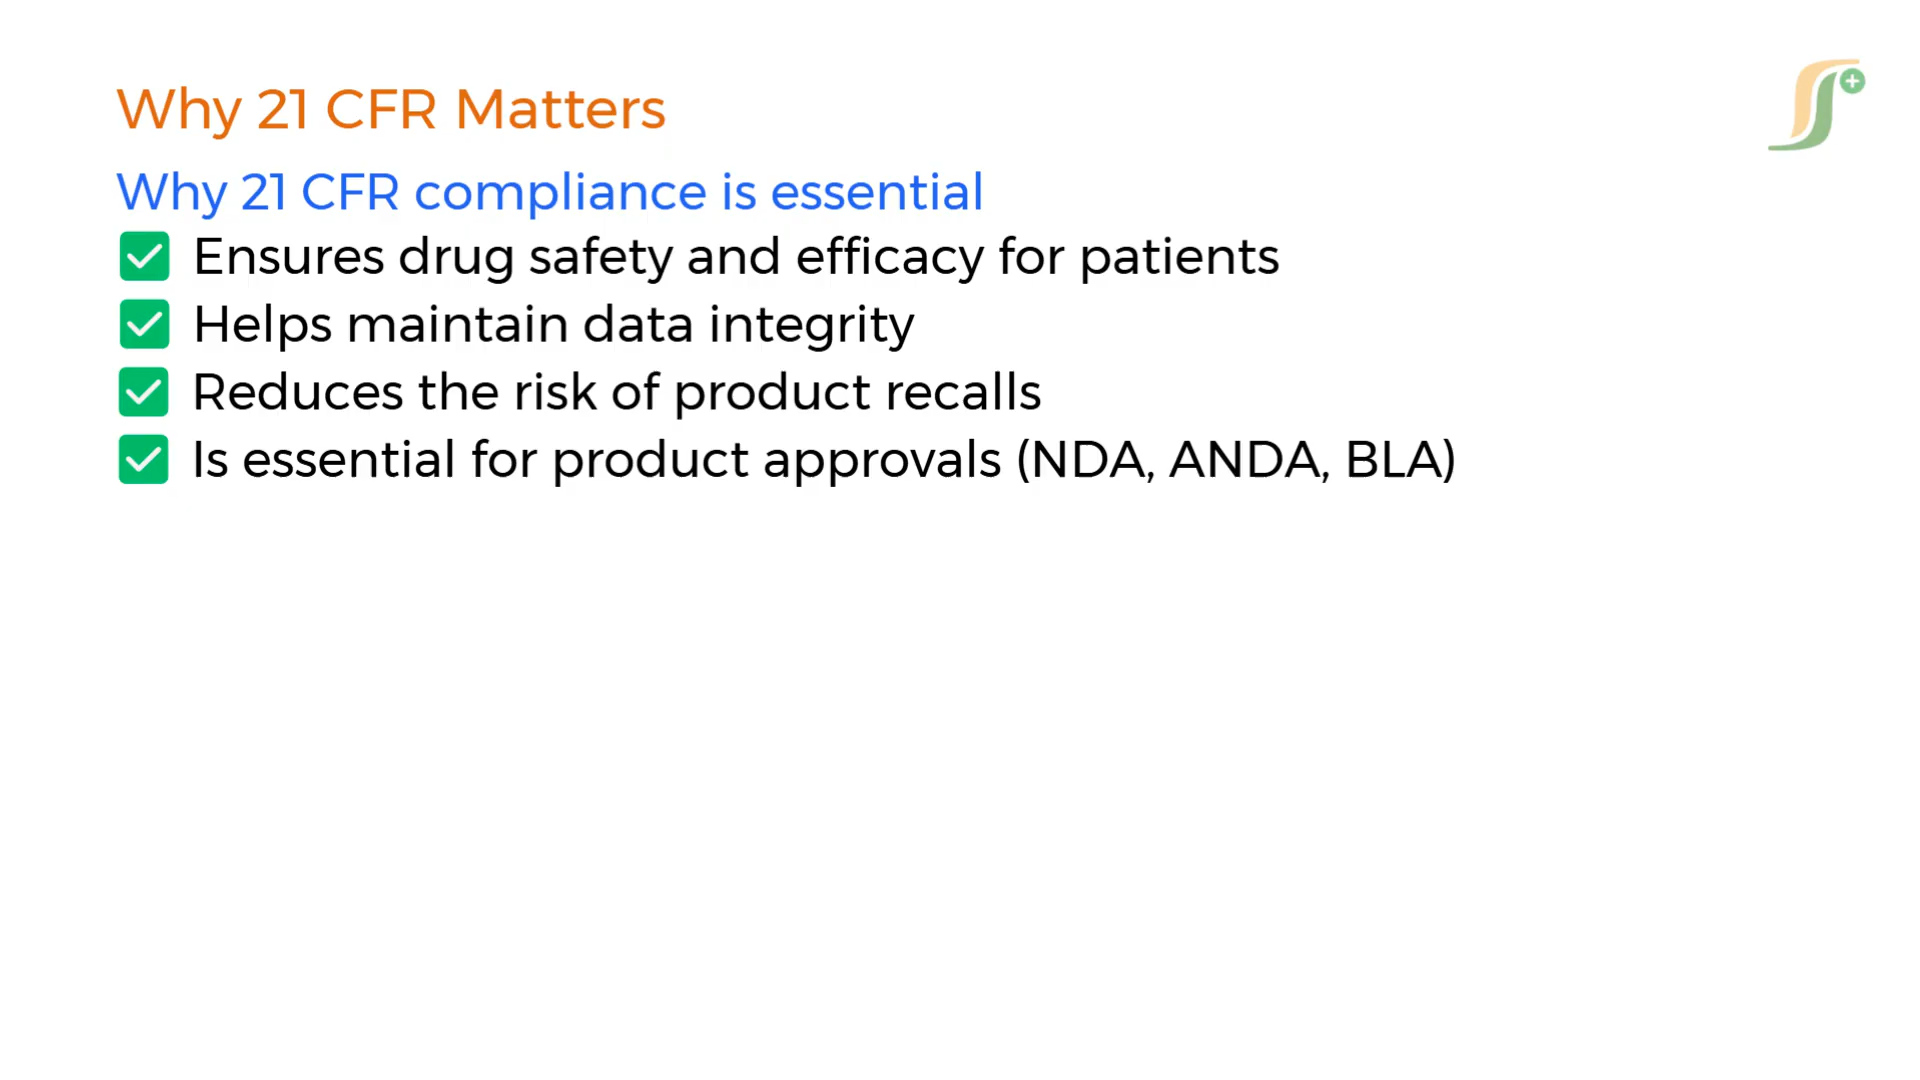 Why 21 CFR Matters
Why 21 CFR compliance is essential
✅ Ensures drug safety and efficacy for patients
✅ Helps maintain data integrity
✅ Reduces the risk of product recalls
✅ Is essential for product approvals (NDA, ANDA, BLA)